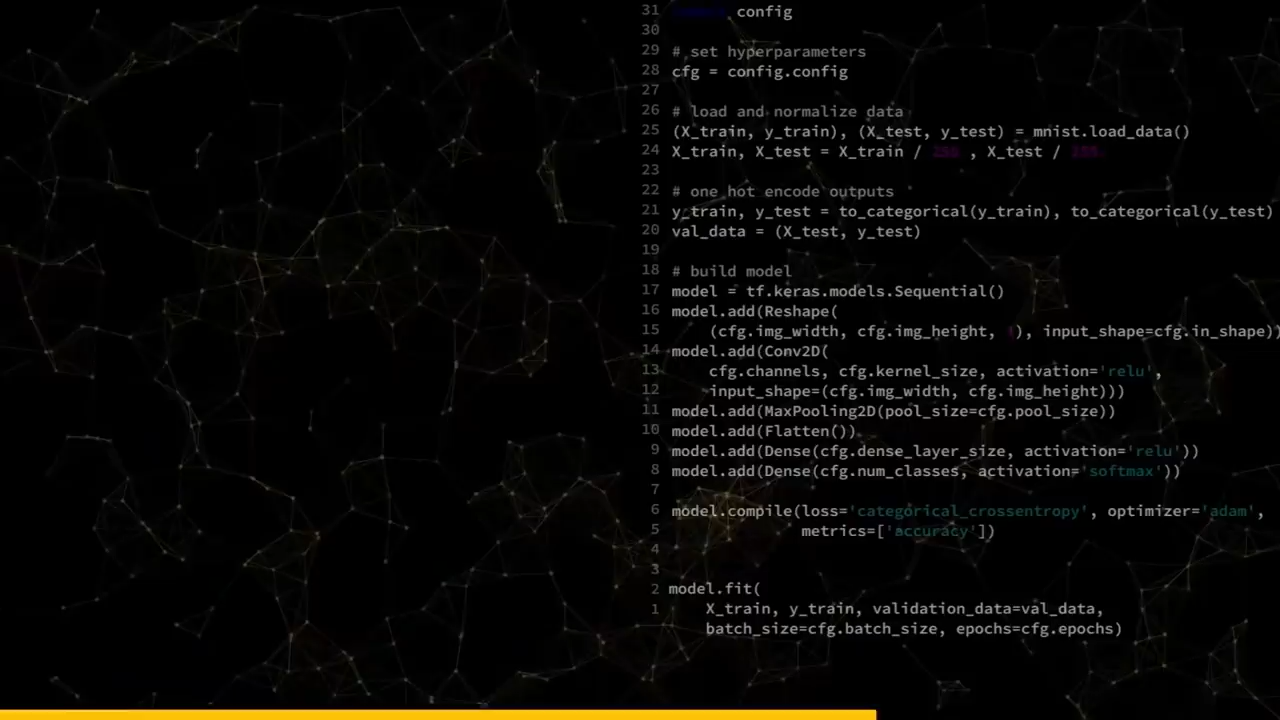 31 config
30
29 # set hyperparameters
28 cfg = config.config
27
26 # load and normalize data
25 (X_train, y_train), (X_test, y_test) = mnist.load_data()
24 X_train, X_test = X_train / 255 , X_test / 255.
23
22 # one hot encode outputs
21 y_train, y_test = to_categorical(y_train), to_categorical(y_test)
20 val_data = (X_test, y_test)
19
18 # build model
17 model = tf.keras.models.Sequential()
16 model.add(Reshape(
15 (cfg.img_width, cfg.img_height, ), input_shape=cfg.in_shape))
14 model.add(Conv2D(
13 cfg.channels, cfg.kernel_size, activation='relu',
12 input_shape=(cfg.img_width, cfg.img_height)))
11 model.add(MaxPooling2D(pool_size=cfg.pool_size))
10 model.add(Flatten())
9 model.add(Dense(cfg.dense_layer_size, activation='relu'))
8 model.add(Dense(cfg.num_classes, activation='softmax'))
7
6 model.compile(loss='categorical_crossentropy', optimizer='adam',
5 metrics=['accuracy'])
4
3
2 model.fit(
1 X_train, y_train, validation_data=val_data,
batch_size=cfg.batch_size, epochs=cfg.epochs)